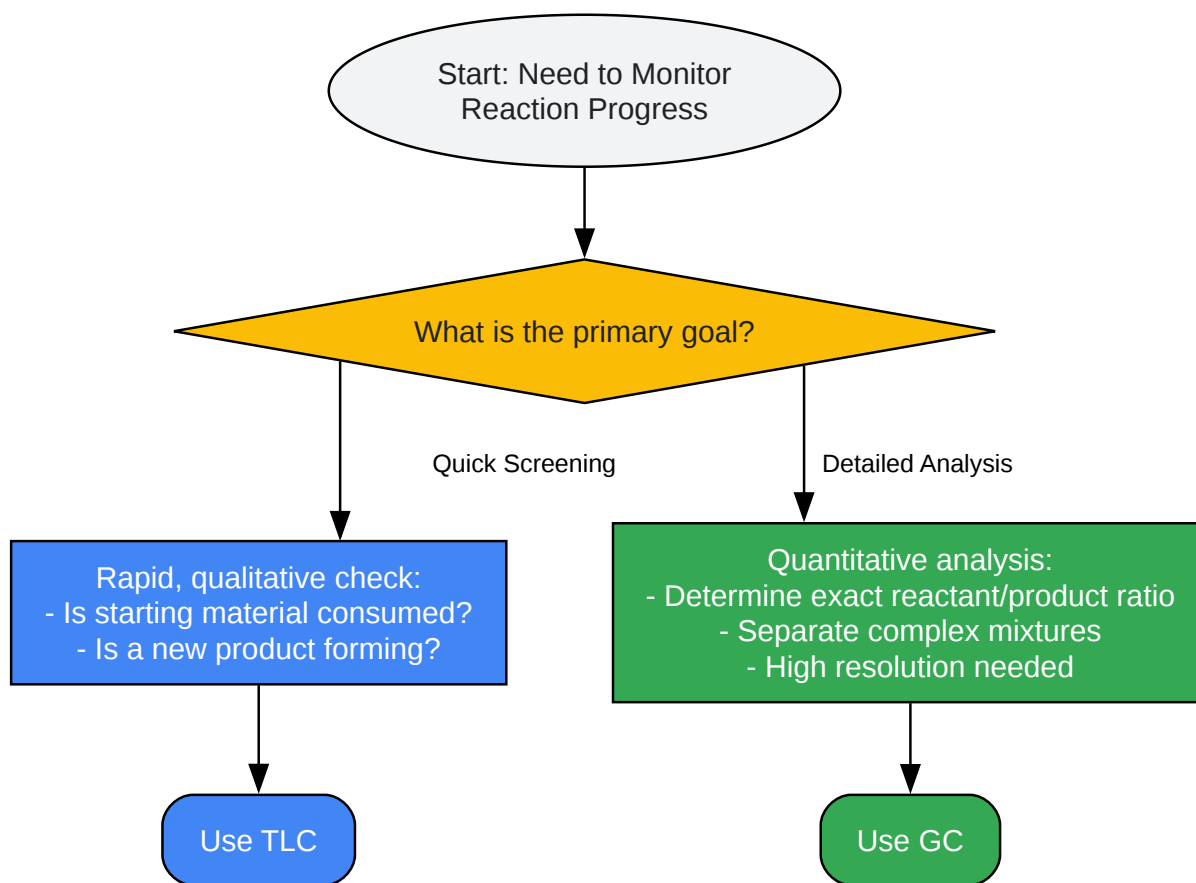 Start: Need to Monitor
Reaction Progress
What is the primary goal?
Quick Screening
Detailed Analysis
Rapid, qualitative check:
- Is starting material consumed?
- Is a new product forming?
Quantitative analysis:
- Determine exact reactant/product ratio
- Separate complex mixtures
- High resolution needed
Use TLC
Use GC